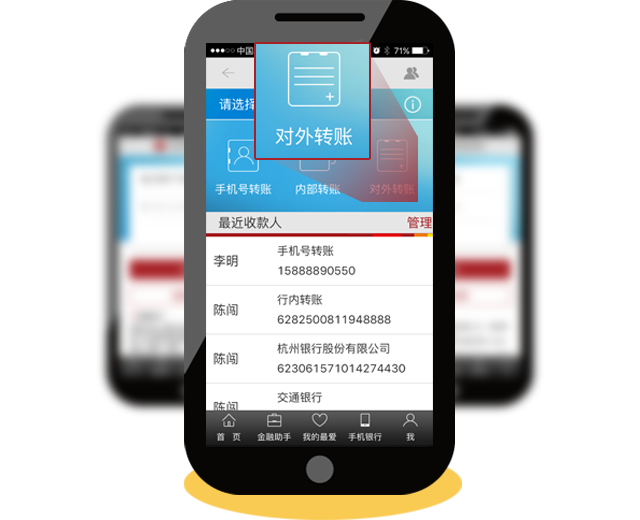 中国
71%
请选择
对外转账
手机号转账
内部转账
对外转账
最近收款人
管理
李明
手机号转账
15888890550
陈闯
行内转账
6282500811948888
陈闯
杭州银行股份有限公司
623061571014274430
陈闯
交通银行
首 页
金融助手
我的最爱
手机银行
我